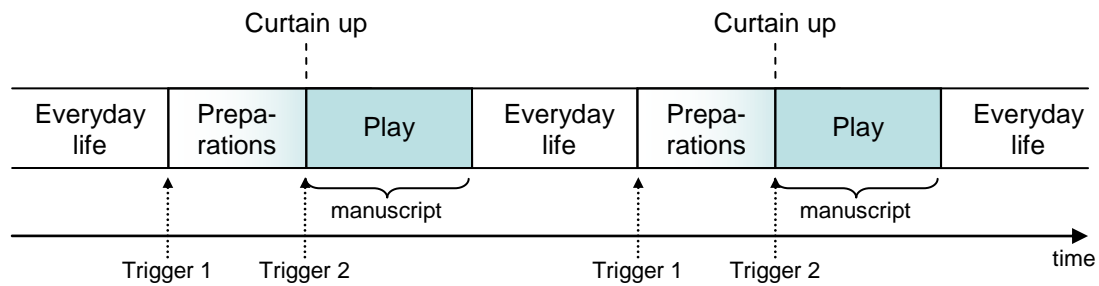 Curtain up
Curtain up
Everyday
life
Prepa-
rations
Play
Everyday
life
Prepa-
rations
Play
Everyday
life
manuscript
manuscript
time
Trigger 1
Trigger 2
Trigger 1
Trigger 2